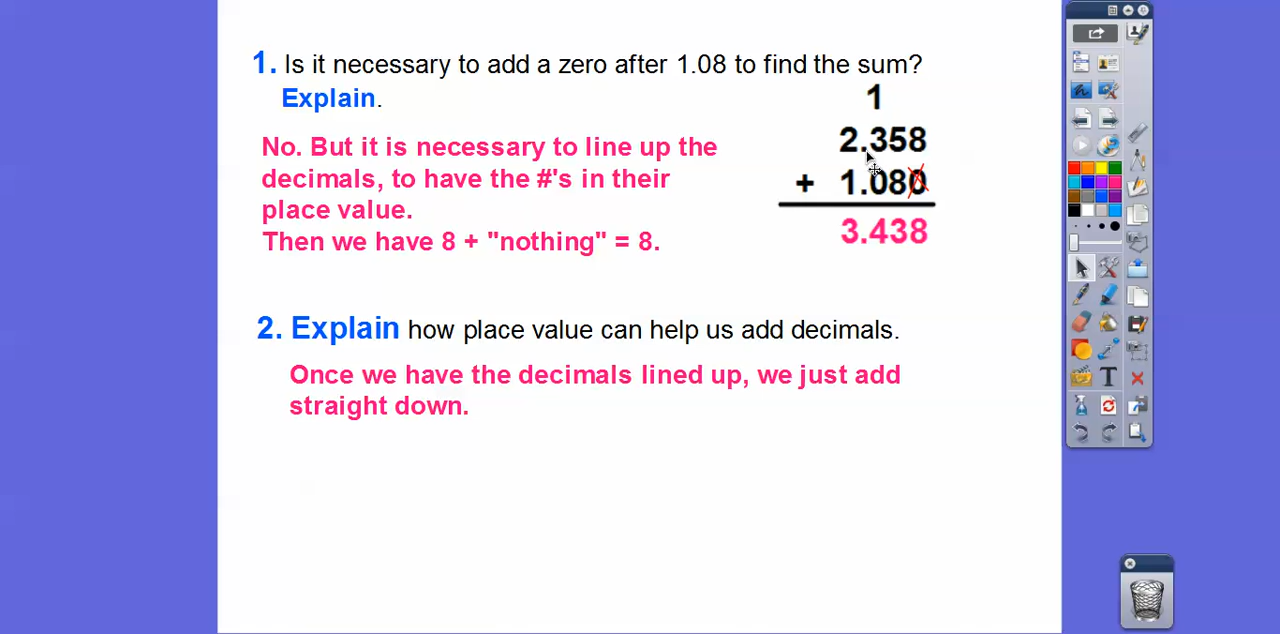 1. Is it necessary to add a zero after 1.08 to find the sum?
Explain.
No. But it is necessary to line up the
decimals, to have the #'s in their
place value.
Then we have 8 + "nothing" = 8.
1
2.358
+ 1.080
3.438
2. Explain how place value can help us add decimals.
Once we have the decimals lined up, we just add
straight down.